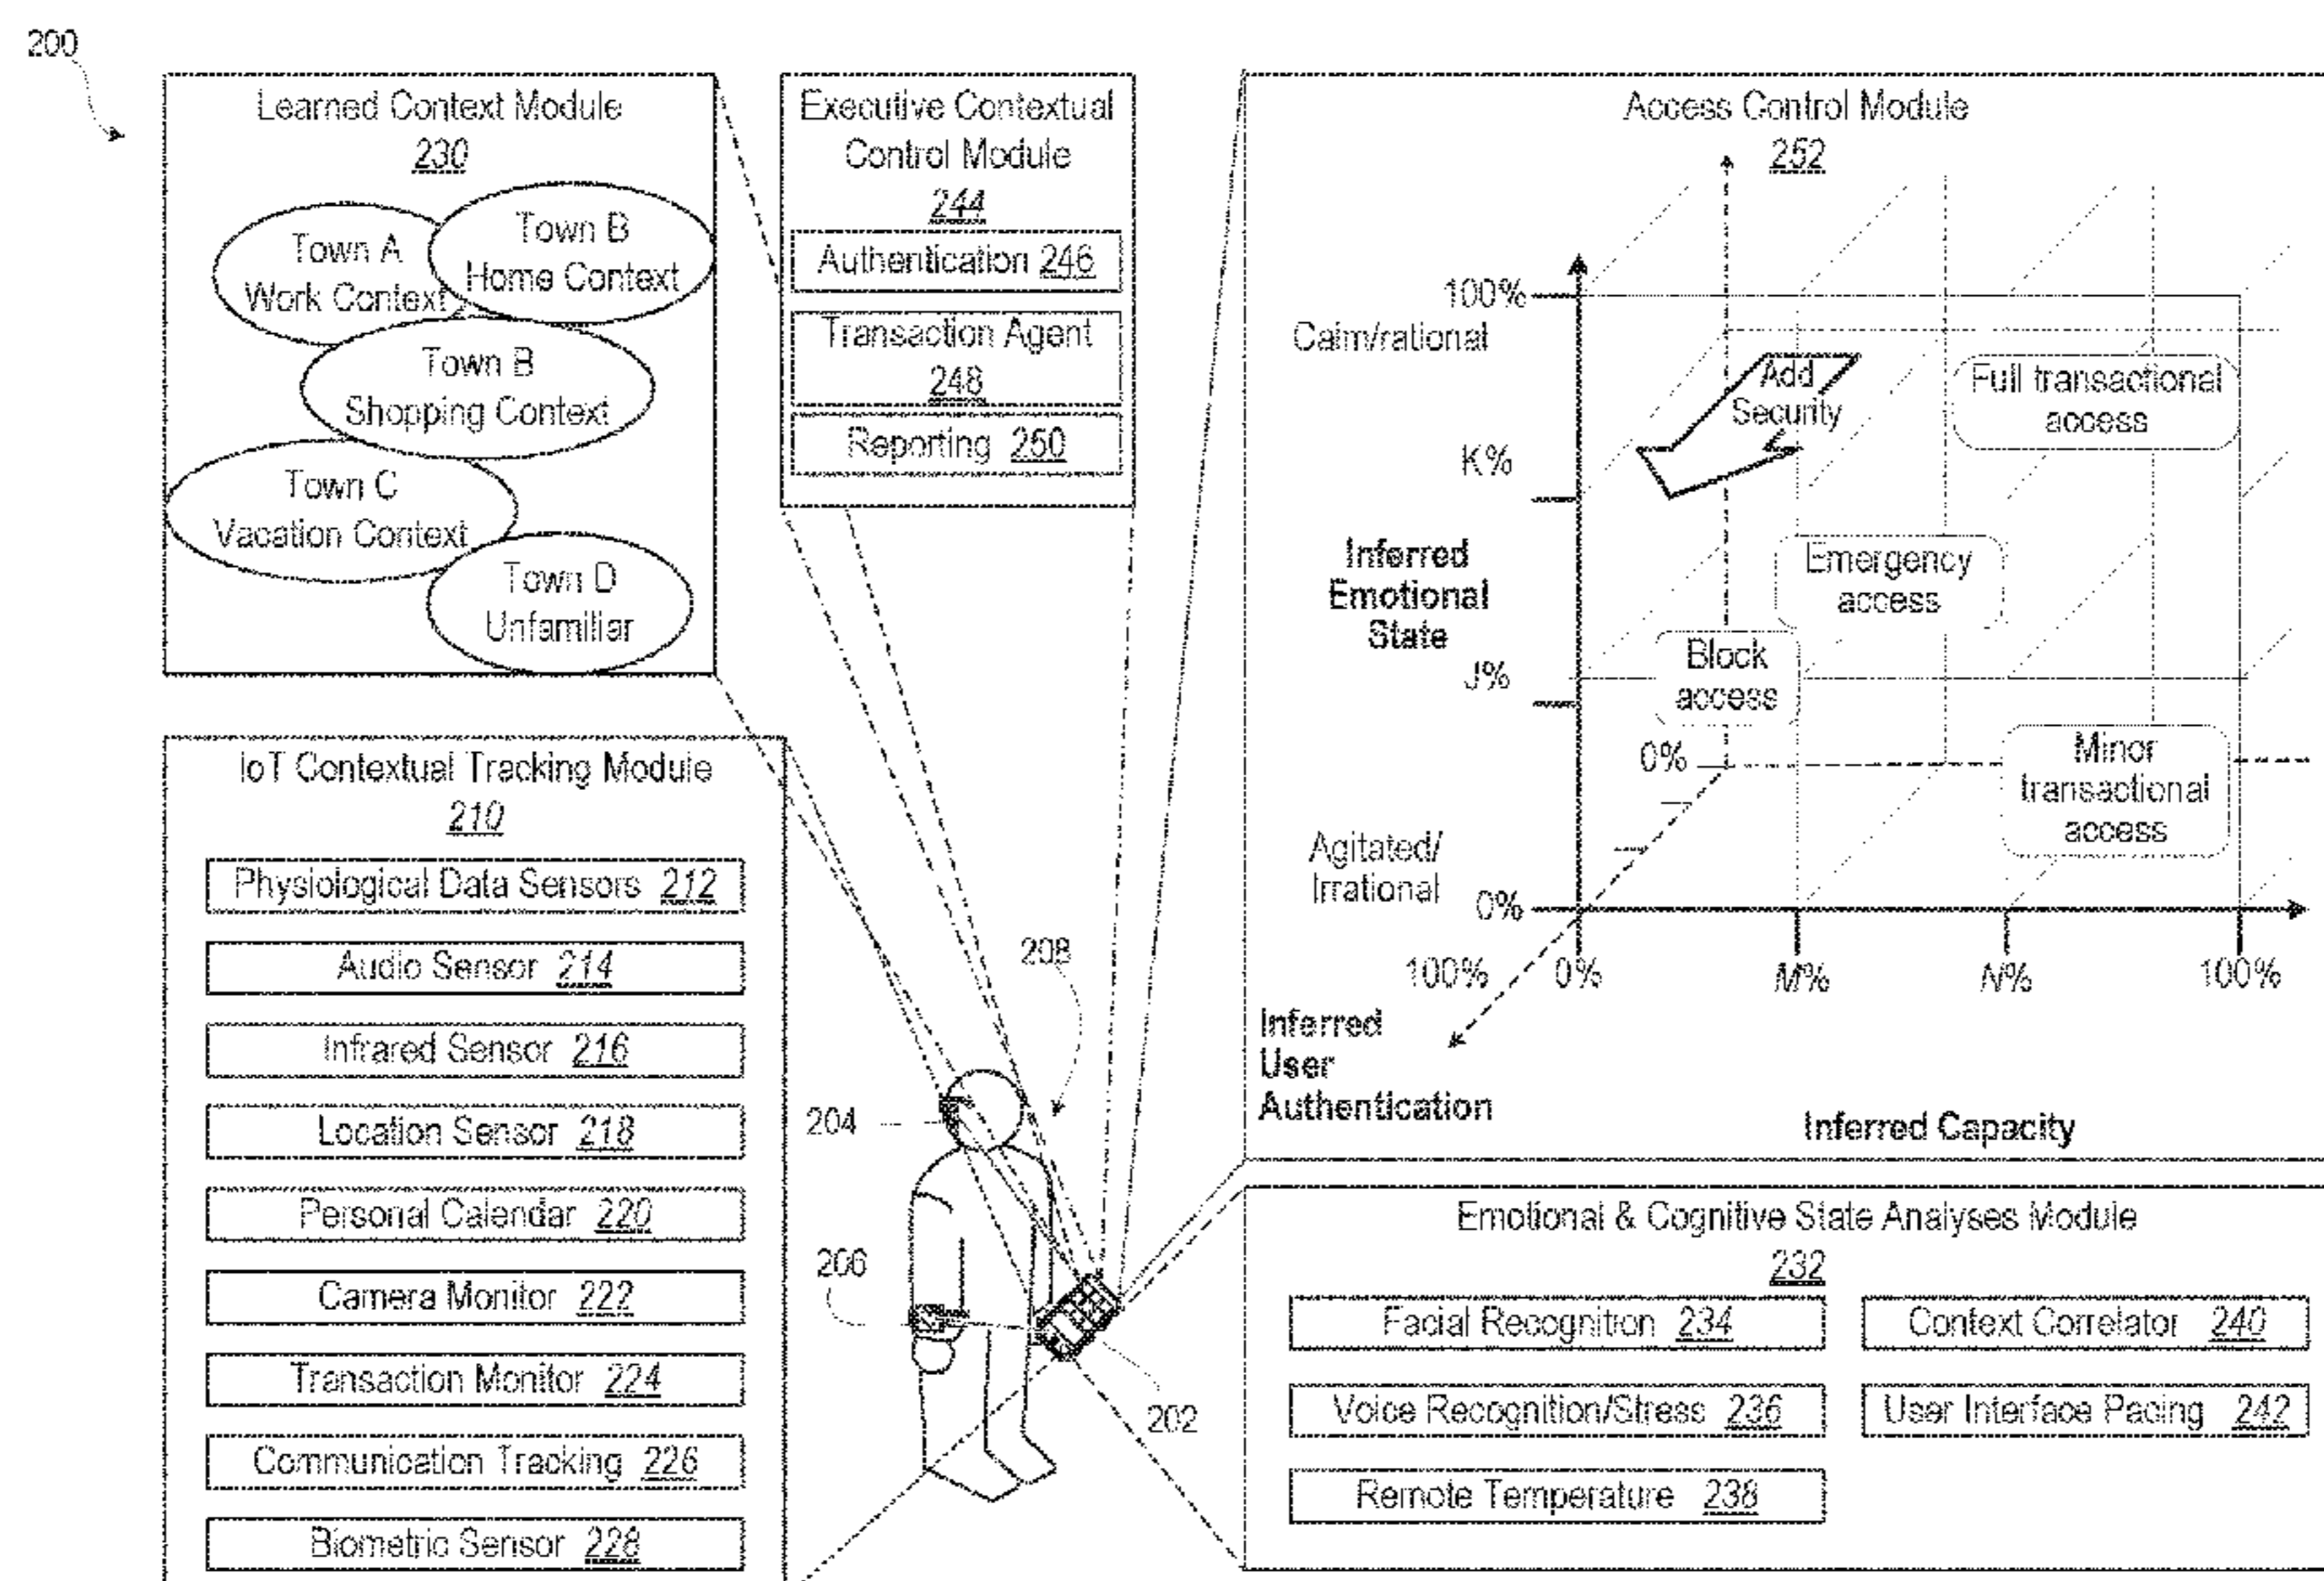 200
Learned Context Module
230
Town A
Work Context
Town B
Home Context
Town B
Shopping Context
Town C
Vacation Context
Town D
Unfamiliar
Executive Contextual
Control Module
244
Authentication 246
Transaction Agent
248
Reporting 250
Access Control Module
252
100%
Calm/rational
K%
Inferred
Emotional
State
J%
Agitated/
Irrational
0%
Add
Security
Full transactional
access
Emergency
access
Block
access
0%
Minor
transactional
access
100%
0%
M%
N%
100%
Inferred
User
Authentication
Inferred Capacity
IoT Contextual Tracking Module
210
Physiological Data Sensors 212
Audio Sensor 214
Infrared Sensor 216
Location Sensor 218
Personal Calendar 220
Camera Monitor 222
Transaction Monitor 224
Communication Tracking 226
Biometric Sensor 228
208
204
206
202
Emotional & Cognitive State Analyses Module
232
Facial Recognition 234
Context Correlator 240
Voice Recognition/Stress 236
User Interface Pacing 242
Remote Temperature 238